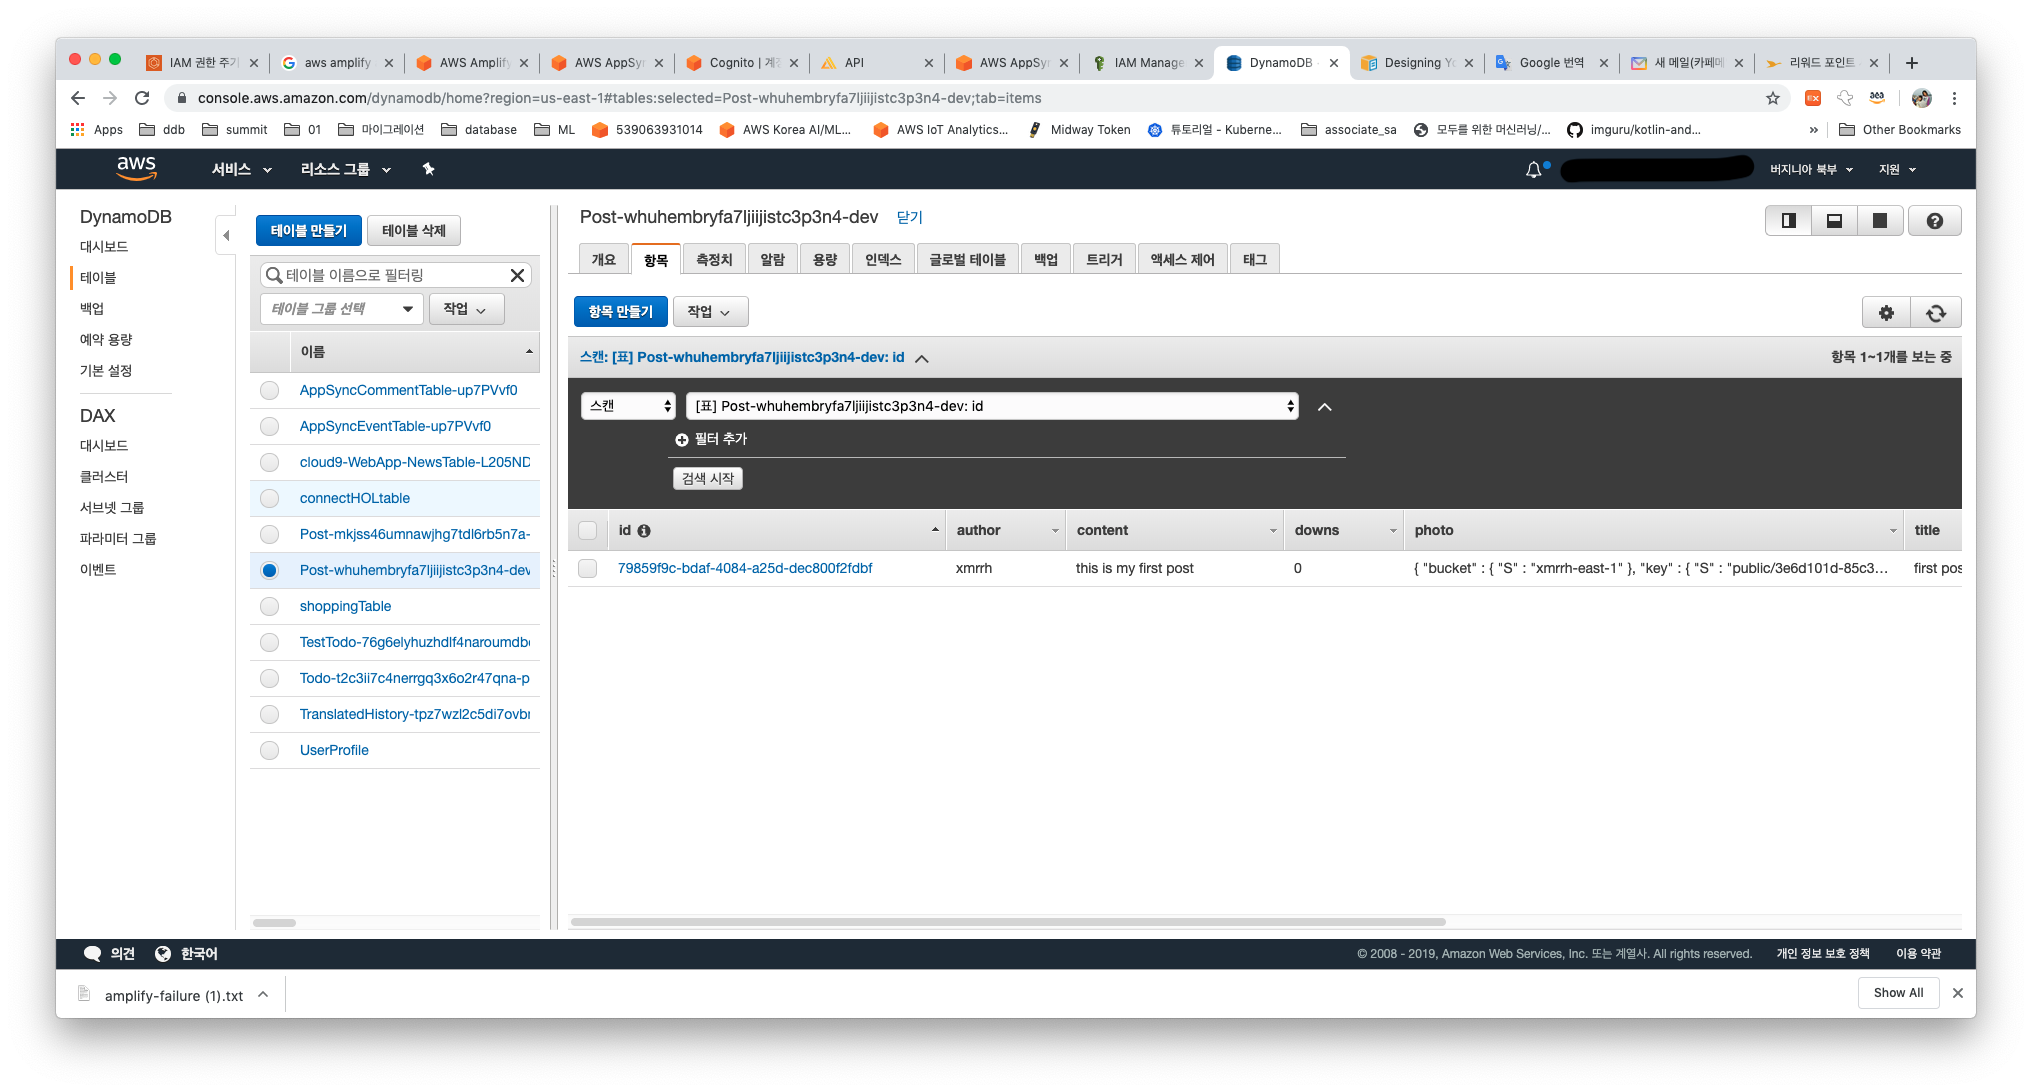 IAM 권한 주기
aws amplify
AWS Amplify
AWS AppSyn
Cognito | 계정
API
AWS AppSyn
IAM Manage
DynamoDB
Designing Yo
Google 번역
새 메일(카페메
리워드 포인트
console.aws.amazon.com/dynamodb/home?region=us-east-1#tables:selected=Post-whuhembryfa7ljiijistc3p3n4-dev;tab=items
Apps ddb summit 01 마이그레이션 database ML 539063931014 AWS Korea AI/ML... AWS IoT Analytics... Midway Token 튜토리얼 - Kuberne... associate_sa 모두를 위한 머신러닝/... imguru/kotlin-and... » Other Bookmarks
aws 서비스 리소스 그룹 버지니아 북부 지원
DynamoDB
대시보드
테이블
백업
예약 용량
기본 설정
DAX
대시보드
클러스터
서브넷 그룹
파라미터 그룹
이벤트
테이블 만들기 테이블 삭제
테이블 이름으로 필터링
테이블 그룹 선택 작업
이름
AppSyncCommentTable-up7PVvf0
AppSyncEventTable-up7PVvf0
cloud9-WebApp-NewsTable-L205ND
connectHOLtable
Post-mkjss46umnawjhg7tdl6rb5n7a-
Post-whuhembryfa7ljiijistc3p3n4-dev
shoppingTable
TestTodo-76g6elyhuzhdlf4naroumdb
Todo-t2c3ii7c4nerrgq3x6o2r47qna-p
TranslatedHistory-tpz7wzl2c5di7ovb
UserProfile
Post-whuhembryfa7ljiijistc3p3n4-dev 닫기
개요 항목 측정치 알람 용량 인덱스 글로벌 테이블 백업 트리거 액세스 제어 태그
항목 만들기 작업
스캔: [표] Post-whuhembryfa7ljiijistc3p3n4-dev: id 항목 1~1개를 보는 중
스캔 [표] Post-whuhembryfa7ljiijistc3p3n4-dev: id
필터 추가
검색 시작
id author content downs photo title
79859f9c-bdaf-4084-a25d-dec800f2fdbf xmrrh this is my first post 0 { "bucket" : { "S" : "xmrrh-east-1" }, "key" : { "S" : "public/3e6d101d-85c3... first pos
의견 한국어 © 2008 - 2019, Amazon Web Services, Inc. 또는 계열사. All rights reserved. 개인 정보 보호 정책 이용 약관
amplify-failure (1).txt Show All